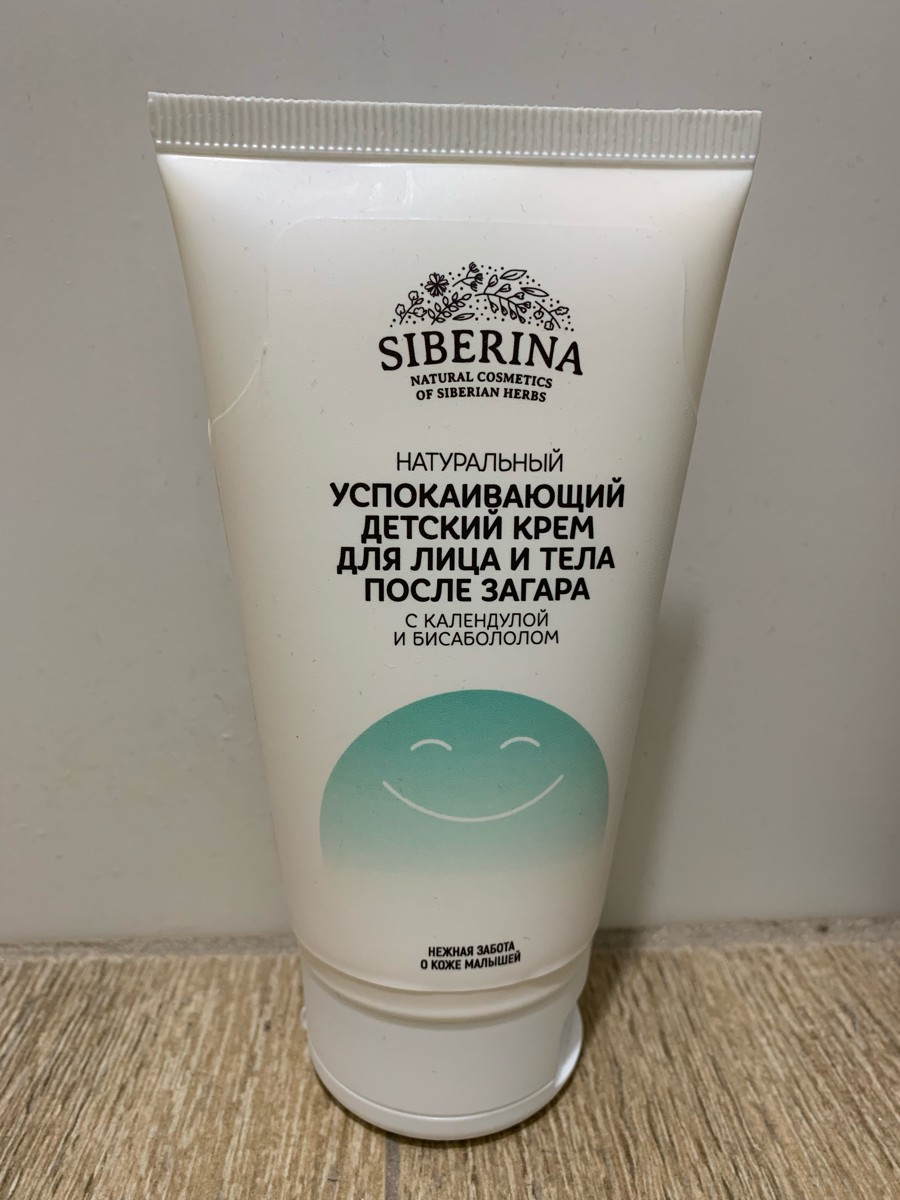 SIBERINA
NATURAL COSMETICS
OF SIBERIAN HERBS
НАТУРАЛЬНЫЙ
УСПОКАИВАЮЩИЙ
ДЕТСКИЙ КРЕМ
ДЛЯ ЛИЦА И ТЕЛА
ПОСЛЕ ЗАГАРА
С КАЛЕНДУЛОЙ
И БИСАБОЛОЛОМ
НЕЖНАЯ ЗАБОТА
О КОЖЕ МАЛЫШЕЙ